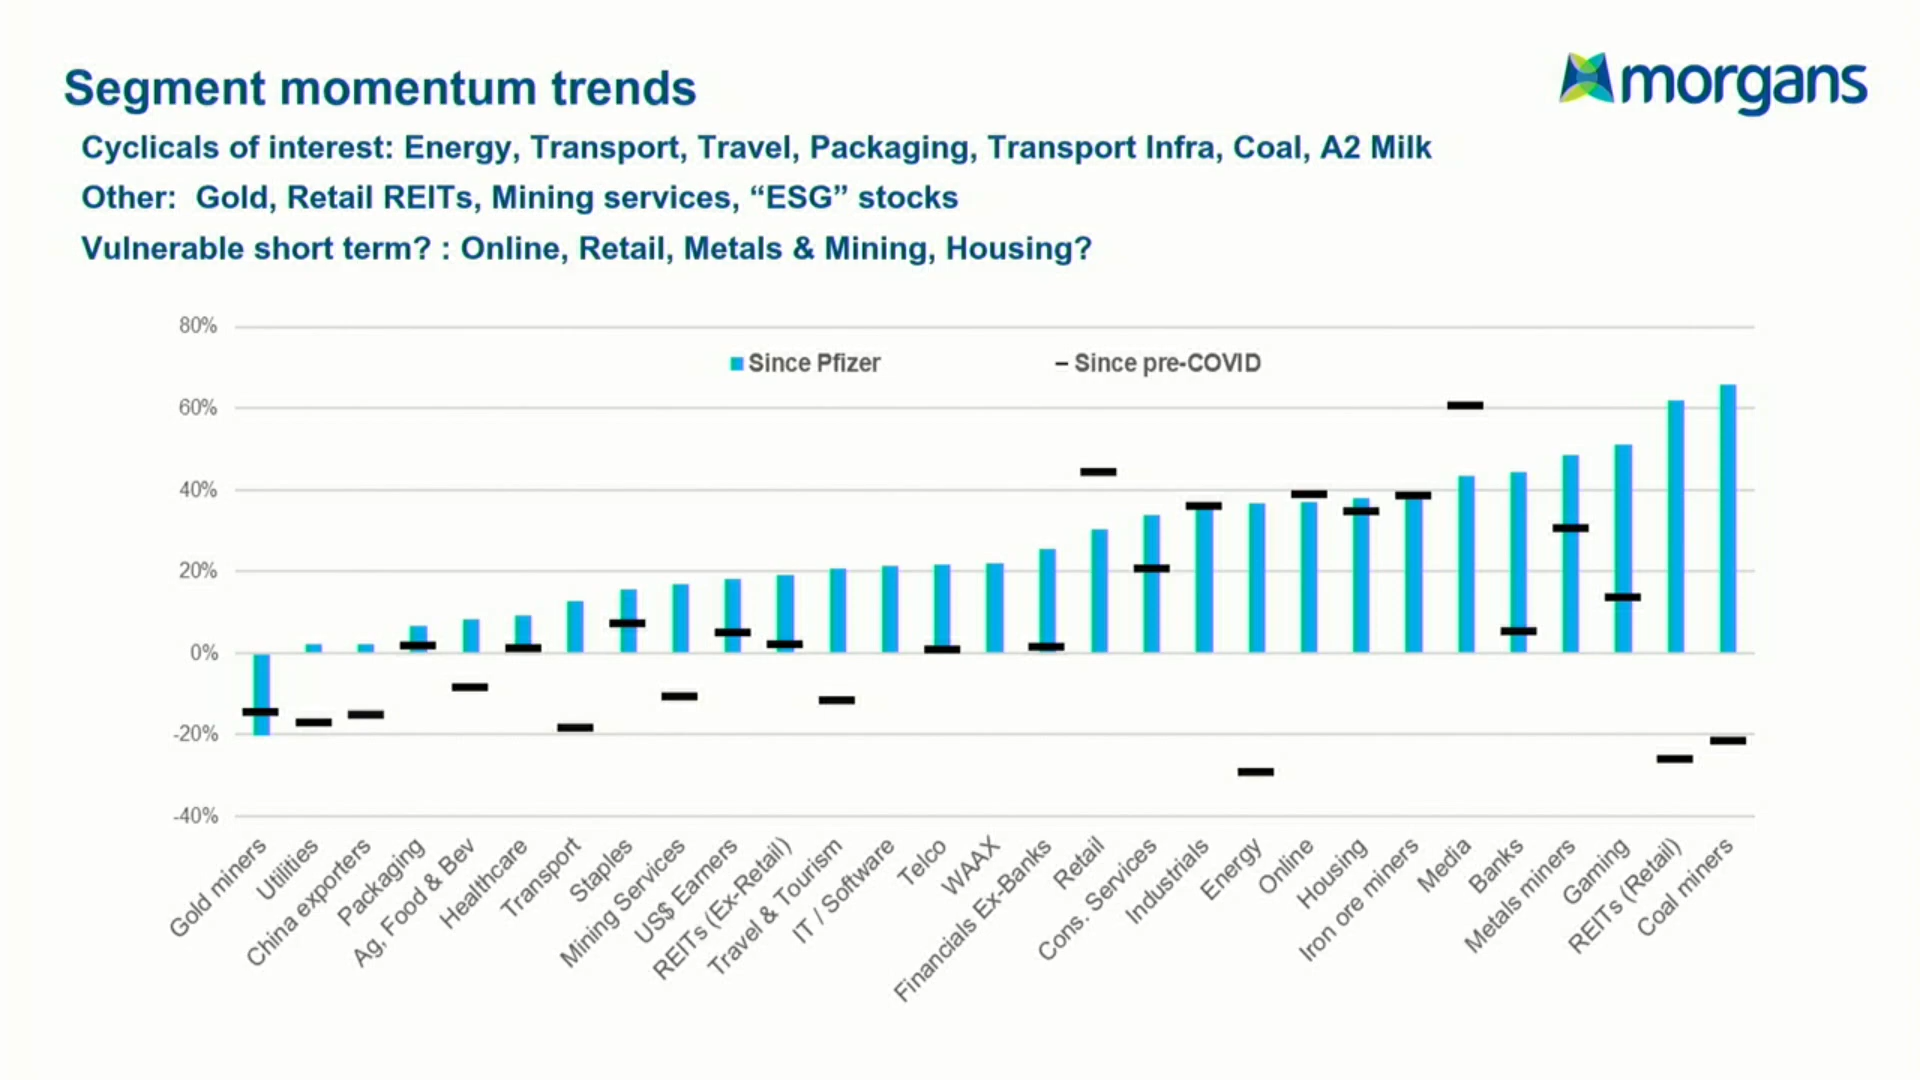 Segment momentum trends
morgans
Cyclicals of interest: Energy, Transport, Travel, Packaging, Transport Infra, Coal, A2 Milk
Other: Gold, Retail REITs, Mining services, “ESG” stocks
Vulnerable short term? : Online, Retail, Metals & Mining, Housing?
80%
Since Pfizer
Since pre-COVID
60%
40%
20%
0%
-20%
-40%
Gold miners
Utilities
China exporters
Packaging
Ag, Food & Bev
Healthcare
Transport
Staples
Mining Services
US$ Earners
REITs (Ex-Retail)
Travel & Tourism
IT / Software
Telco
WAAX
Financials Ex-Banks
Retail
Cons. Services
Industrials
Energy
Online
Housing
Iron ore miners
Media
Banks
Metals miners
Gaming
REITs (Retail)
Coal miners